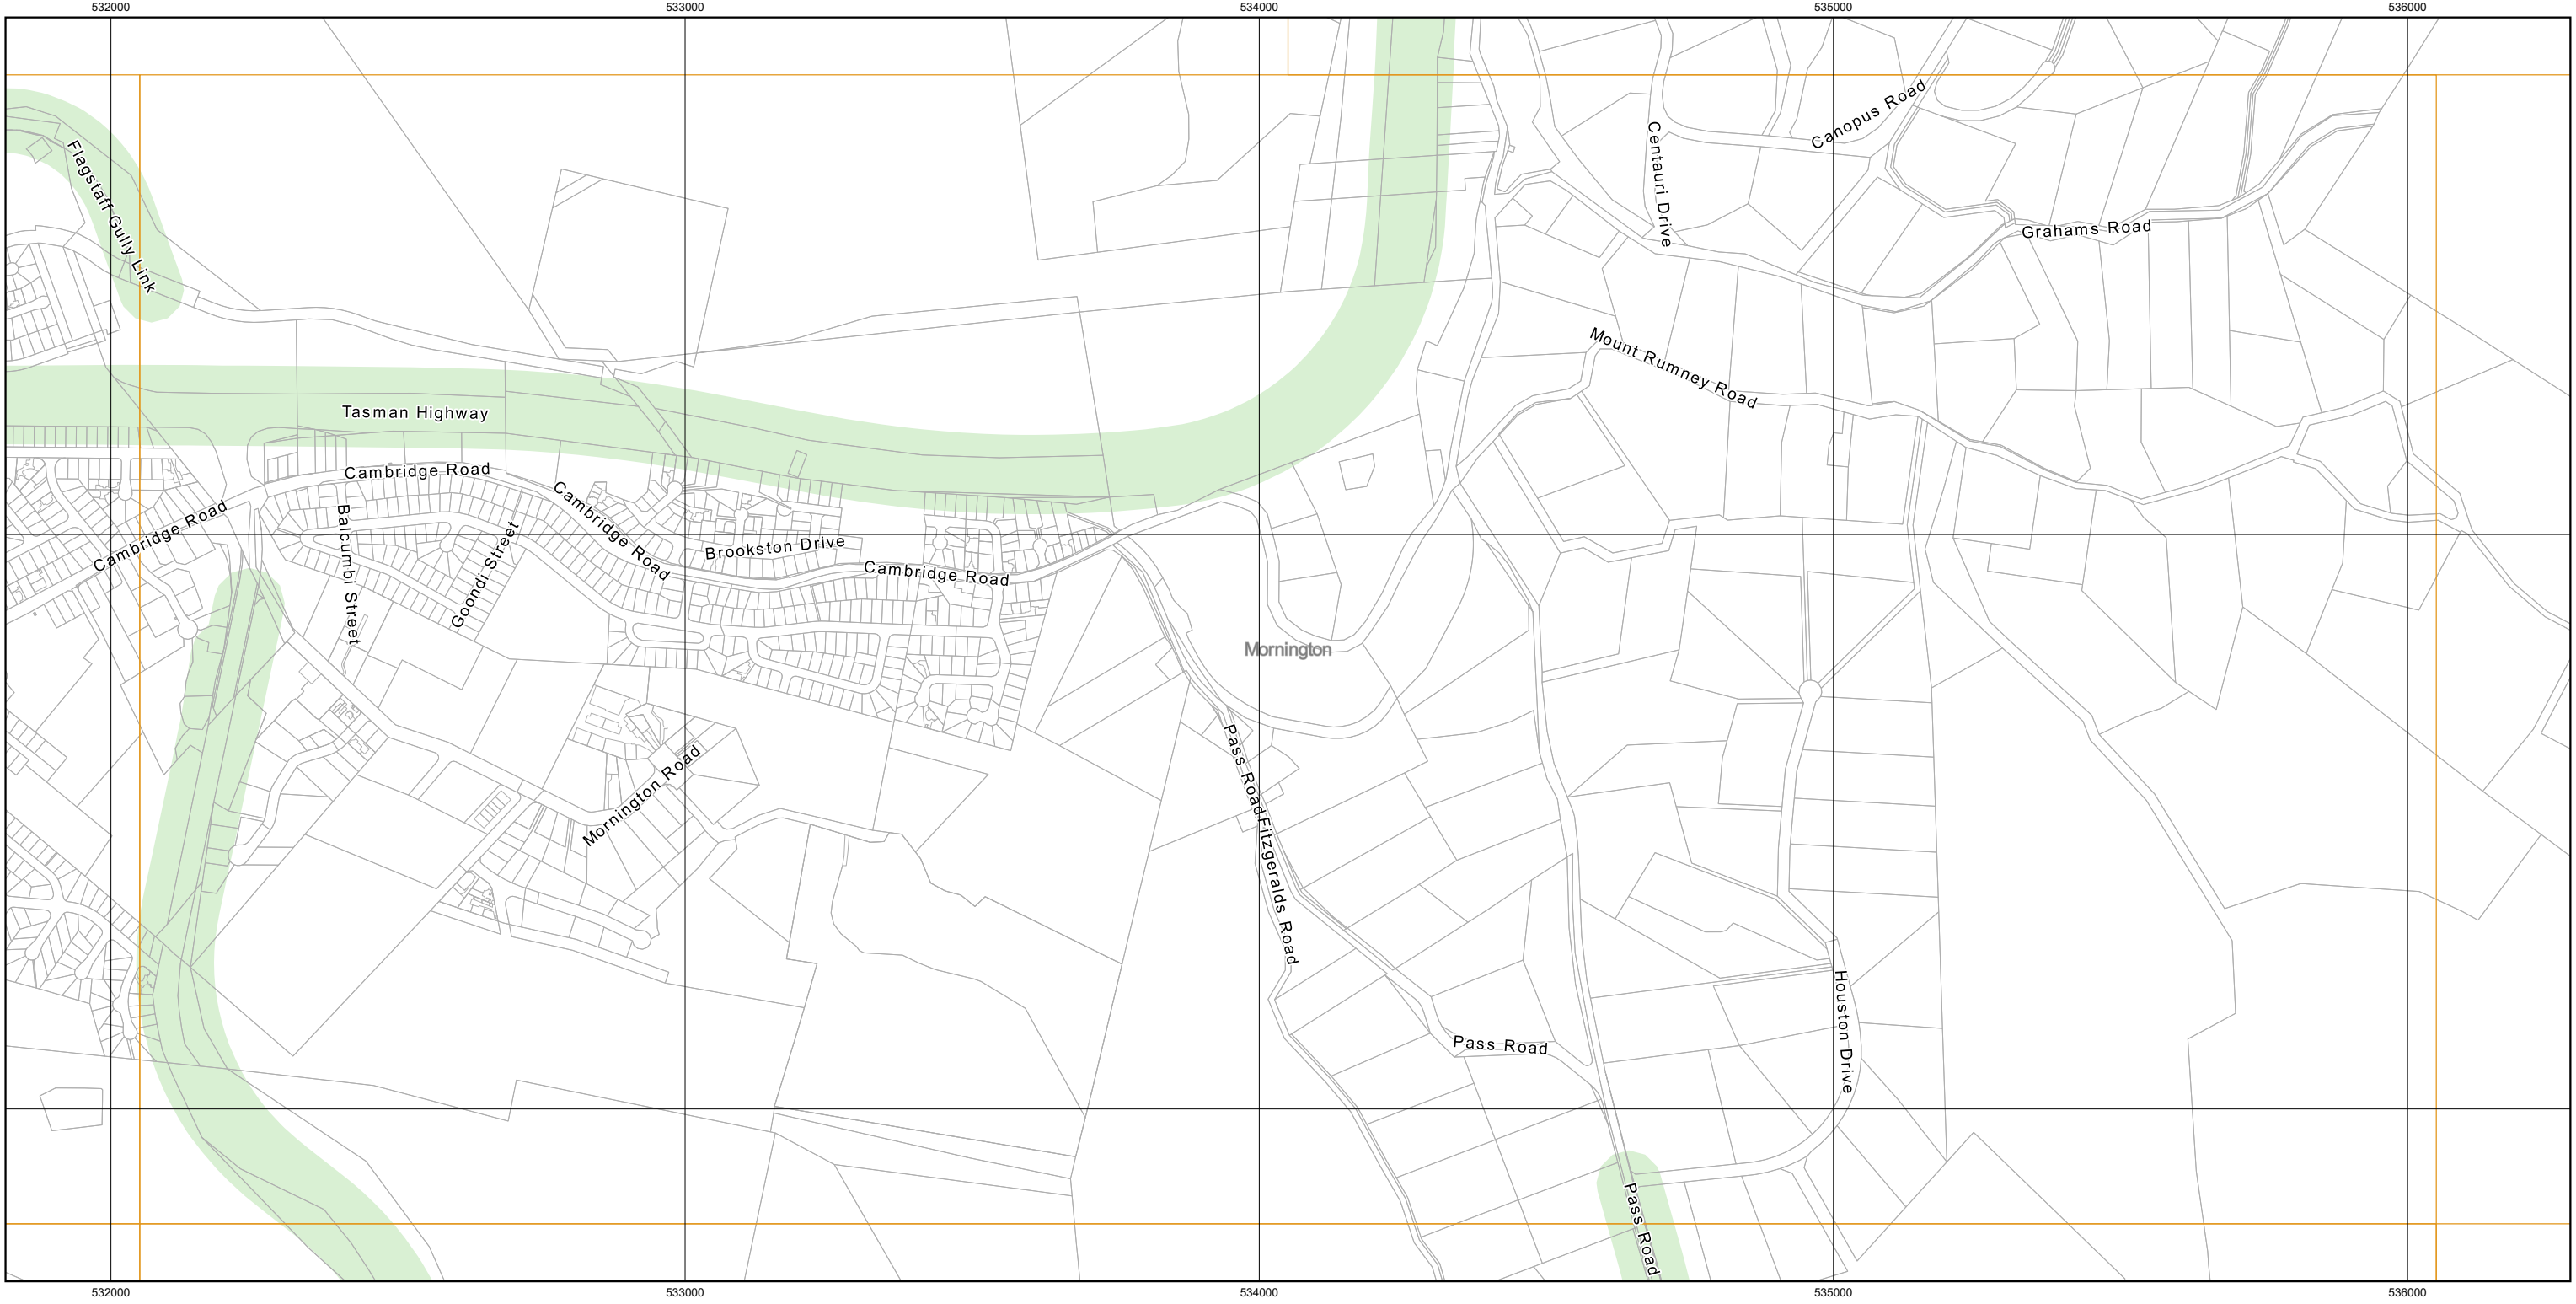 532000 533000 534000 535000 536000
Canopus Road
Centauri Drive
Flagstaff Gully Link
Grahams Road
Mount Rumney Road
Tasman Highway
Cambridge Road
Cambridge Road
Cambridge Road
Balcumbi Street
Goondi Street
Brookston Drive
Cambridge Road
Mornington
Pass Road
Mornington Road
Fitzgeralds Road
Houston Drive
Pass Road
Pass Road
532000 533000 534000 535000 536000